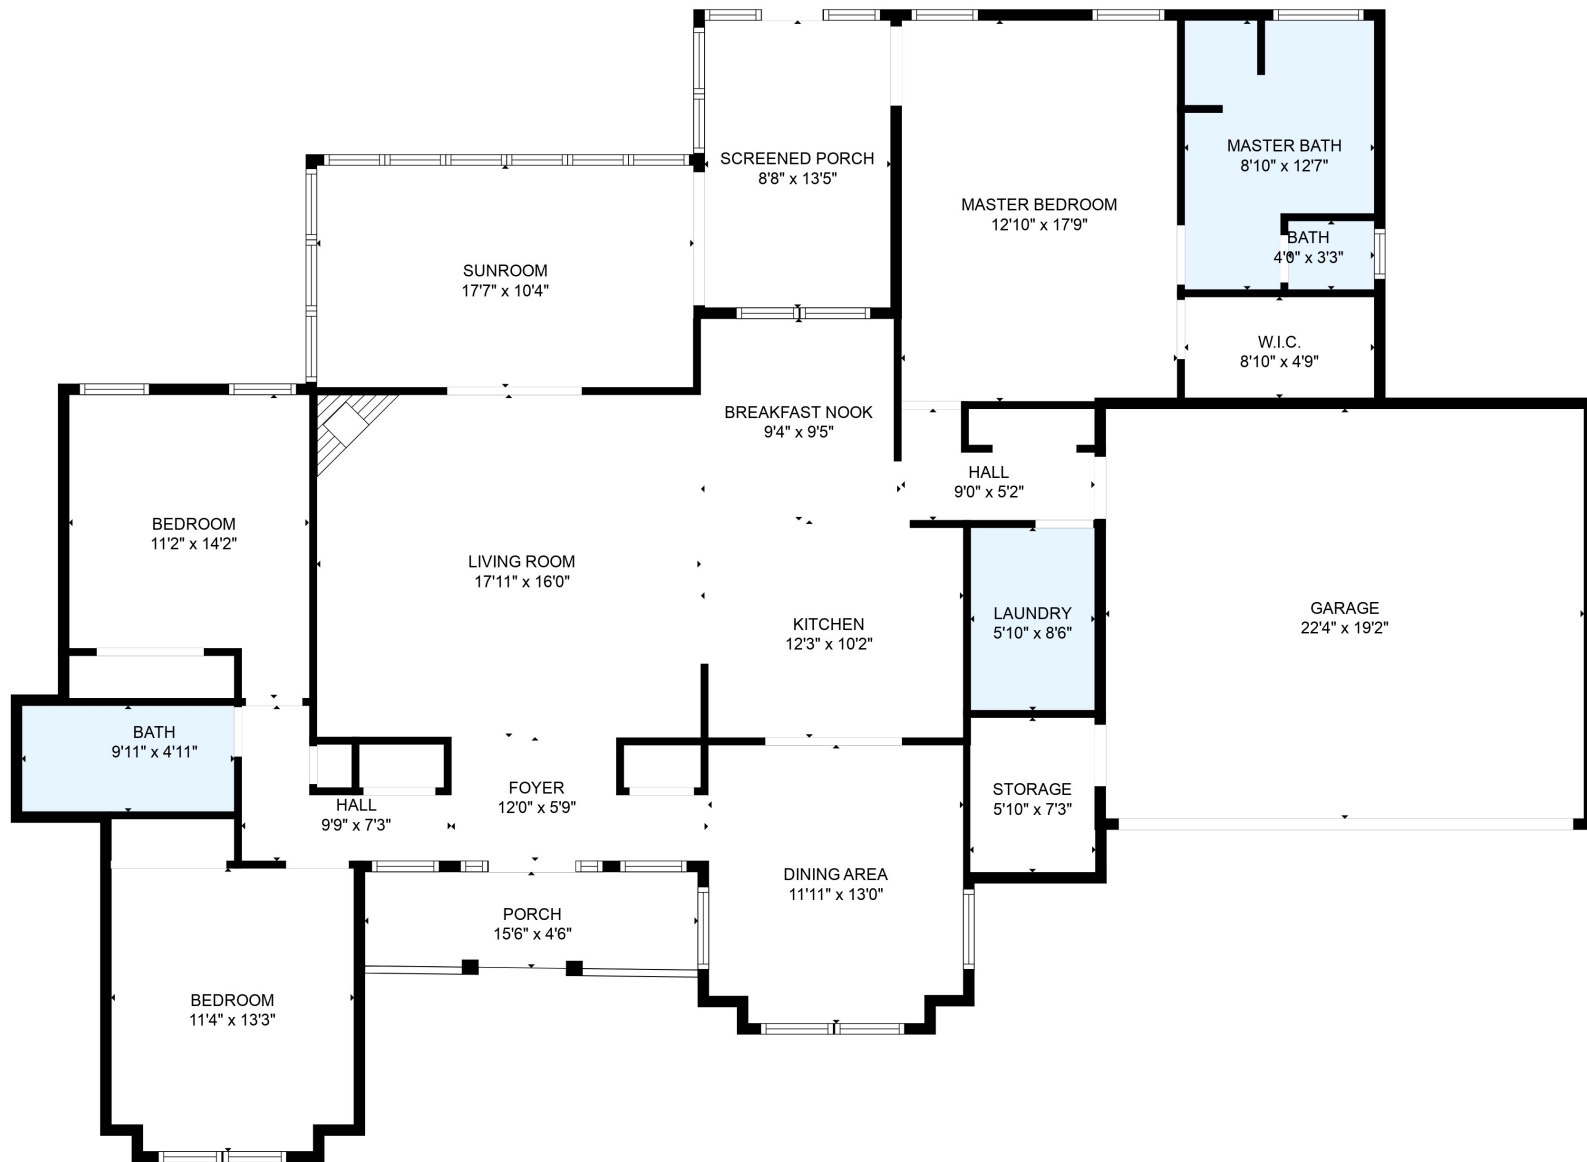 SCREENED PORCH
8'8" x 13'5"
MASTER BATH
8'10" x 12'7"
MASTER BEDROOM
12'10" x 17'9"
BATH
4'0" x 3'3"
SUNROOM
17'7" x 10'4"
W.I.C.
8'10" x 4'9"
BREAKFAST NOOK
9'4" x 9'5"
HALL
9'0" x 5'2"
BEDROOM
11'2" x 14'2"
LIVING ROOM
17'11" x 16'0"
KITCHEN
12'3" x 10'2"
LAUNDRY
5'10" x 8'6"
GARAGE
22'4" x 19'2"
BATH
9'11" x 4'11"
HALL
9'9" x 7'3"
FOYER
12'0" x 5'9"
STORAGE
5'10" x 7'3"
DINING AREA
11'11" x 13'0"
PORCH
15'6" x 4'6"
BEDROOM
11'4" x 13'3"